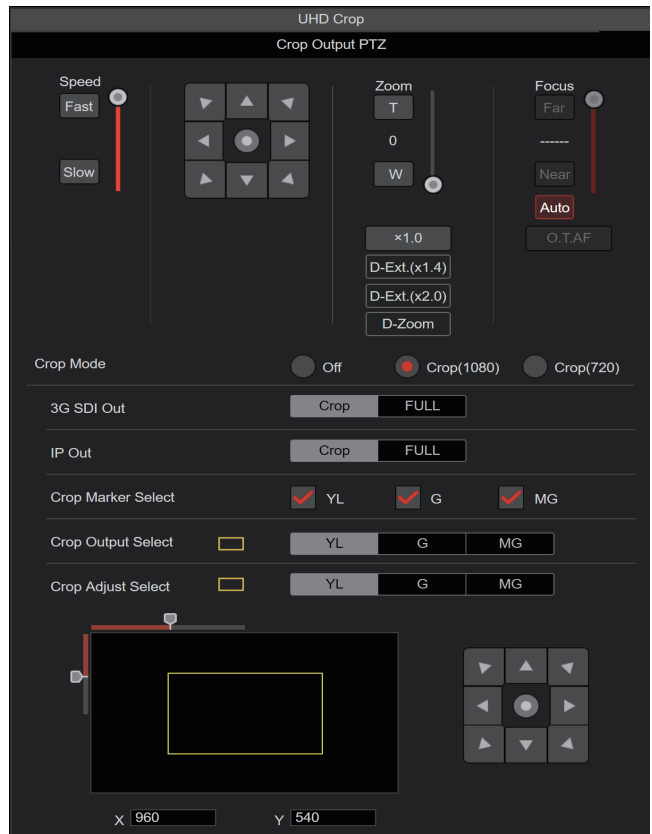 UHD Crop
Crop Output PTZ
Speed
Fast
Slow
Zoom
T
0
W
×1.0
D-Ext.(x1.4)
D-Ext.(x2.0)
D-Zoom
Focus
Far
------
Near
Auto
O.T.AF
Crop Mode Off Crop(1080) Crop(720)
3G SDI Out Crop FULL
IP Out Crop FULL
Crop Marker Select YL G MG
Crop Output Select YL G MG
Crop Adjust Select YL G MG
X 960 Y 540